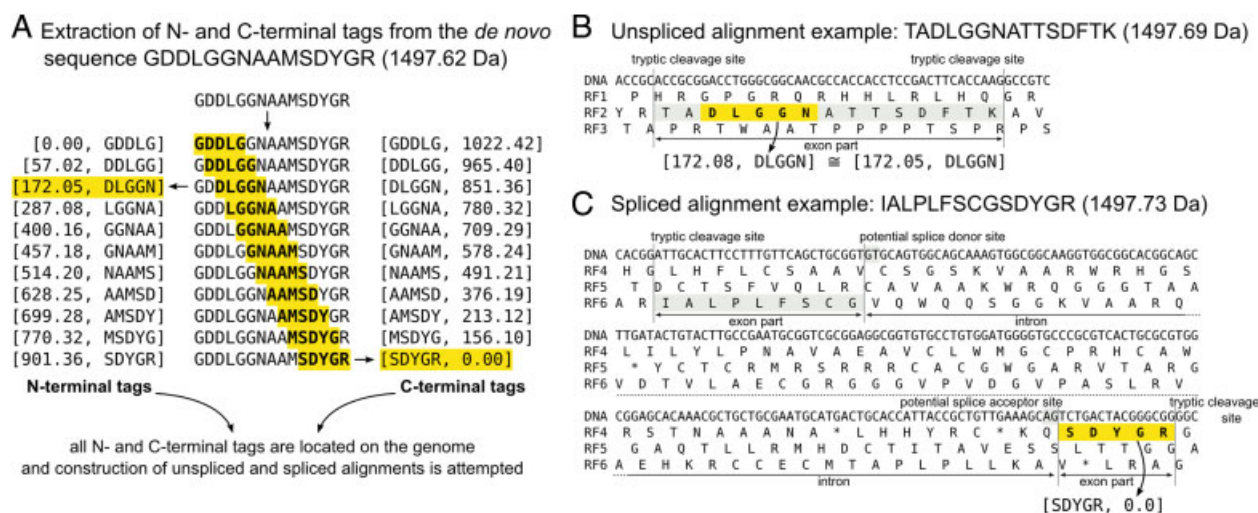 A Extraction of N- and C-terminal tags from the de novo
sequence GDDLGGNAAMSDYGR (1497.62 Da)
GDDLGGNAAMSDYGR
[0.00, GDDLG] GDDLGGNAAMSDYGR [GDDLG, 1022.42]
[57.02, DDLGG] GDDLGGNAAMSDYGR [DDLGG, 965.40]
[172.05, DLGGN] GDDLGGNAAMSDYGR [DLGGN, 851.36]
[287.08, LGGNA] GDDLGGNAAMSDYGR [LGGNA, 780.32]
[400.16, GGNAA] GDDLGGNAAMSDYGR [GGNAA, 709.29]
[457.18, GNAAM] GDDLGGNAAMSDYGR [GNAAM, 578.24]
[514.20, NAAMS] GDDLGGNAAMSDYGR [NAAMS, 491.21]
[628.25, AAMSD] GDDLGGNAAMSDYGR [AAMSD, 376.19]
[699.28, AMSDY] GDDLGGNAAMSDYGR [AMSDY, 213.12]
[770.32, MSDYG] GDDLGGNAAMSDYGR [MSDYG, 156.10]
[901.36, SDYGR] GDDLGGNAAMSDYGR [SDYGR, 0.00]
N-terminal tags C-terminal tags
all N- and C-terminal tags are located on the genome
and construction of unspliced and spliced alignments is attempted
B Unspliced alignment example: TADLGGNATTSDFTK (1497.69 Da)
tryptic cleavage site tryptic cleavage site
DNA ACCGCACCGCGGACCTGGGCGGCAACGCCACCACCTCCGACTTCACCAAGGCCGTC
RF1 P H R G P G R Q R H H L R L H Q G R
RF2 Y R T A D L G G N A T T S D F T K A V
RF3 T A P R T W A A T P P P P T S P R P S
exon part
[172.08, DLGGN] ≅ [172.05, DLGGN]
C Spliced alignment example: IALPLFSCGSDYGR (1497.73 Da)
tryptic cleavage site potential splice donor site
DNA CACGGATTGCACTTCCTTTGTTCAGCTGCGGTGTGCAGTGGCAGCAAAGTGGCGGCAAGGTGGCGGCACGGCAGC
RF4 H G L H F L C S A A V C S G S K V A A R W R H G S
RF5 T D C T S F V Q L R C A V A A K W R Q G G G T A A
RF6 A R I A L P L F S C G V Q W Q Q S G G K V A A R Q
exon part intron
DNA TTGATACTGTACTTGCCGAATGCGGTCGCGGAGGCGGTGTGCCTGTGGATGGGGTGCCCGCGTCACTGCGCGTGG
RF4 L I L Y L P N A V A E A V C L W M G C P R H C A W
RF5 * Y C T C R M R S R R R C A C G W G A R V T A R G
RF6 V D T V L A E C G R G G G V P V D G V P A S L R V
potential splice acceptor site tryptic cleavage site
DNA CGGAGCACAAACGCTGCTGCGAATGCATGACTGCACCATTACCGCTGTTGAAAGCAGTCTGACTACGGGCGGGGC
RF4 R S T N A A A N A * L H H Y R C * K Q S D Y G R G
RF5 G A Q T L L R M H D C T I T A V E S S L T T G G A
RF6 A E H K R C C E C M T A P L P L L K A V * L R A G
intron exon part
[SDYGR, 0.0]